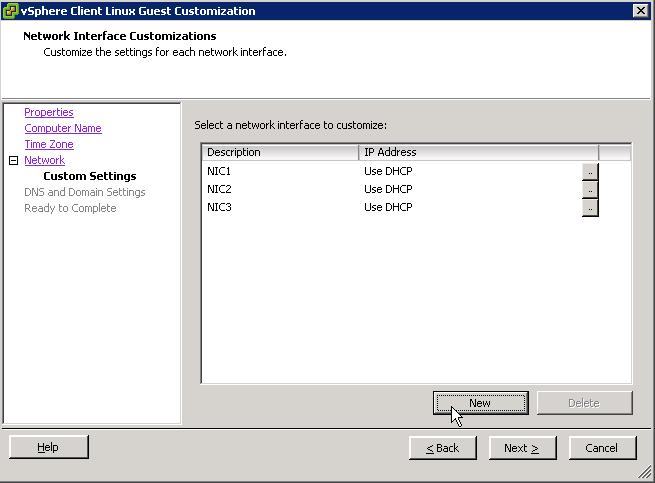 vSphere Client Linux Guest Customization
Network Interface Customizations
Customize the settings for each network interface.
Properties
Computer Name
Time Zone
Network
Custom Settings
DNS and Domain Settings
Ready to Complete
Select a network interface to customize:
Description IP Address
NIC1 Use DHCP ..
NIC2 Use DHCP ..
NIC3 Use DHCP ..
New Delete
Help < Back Next > Cancel